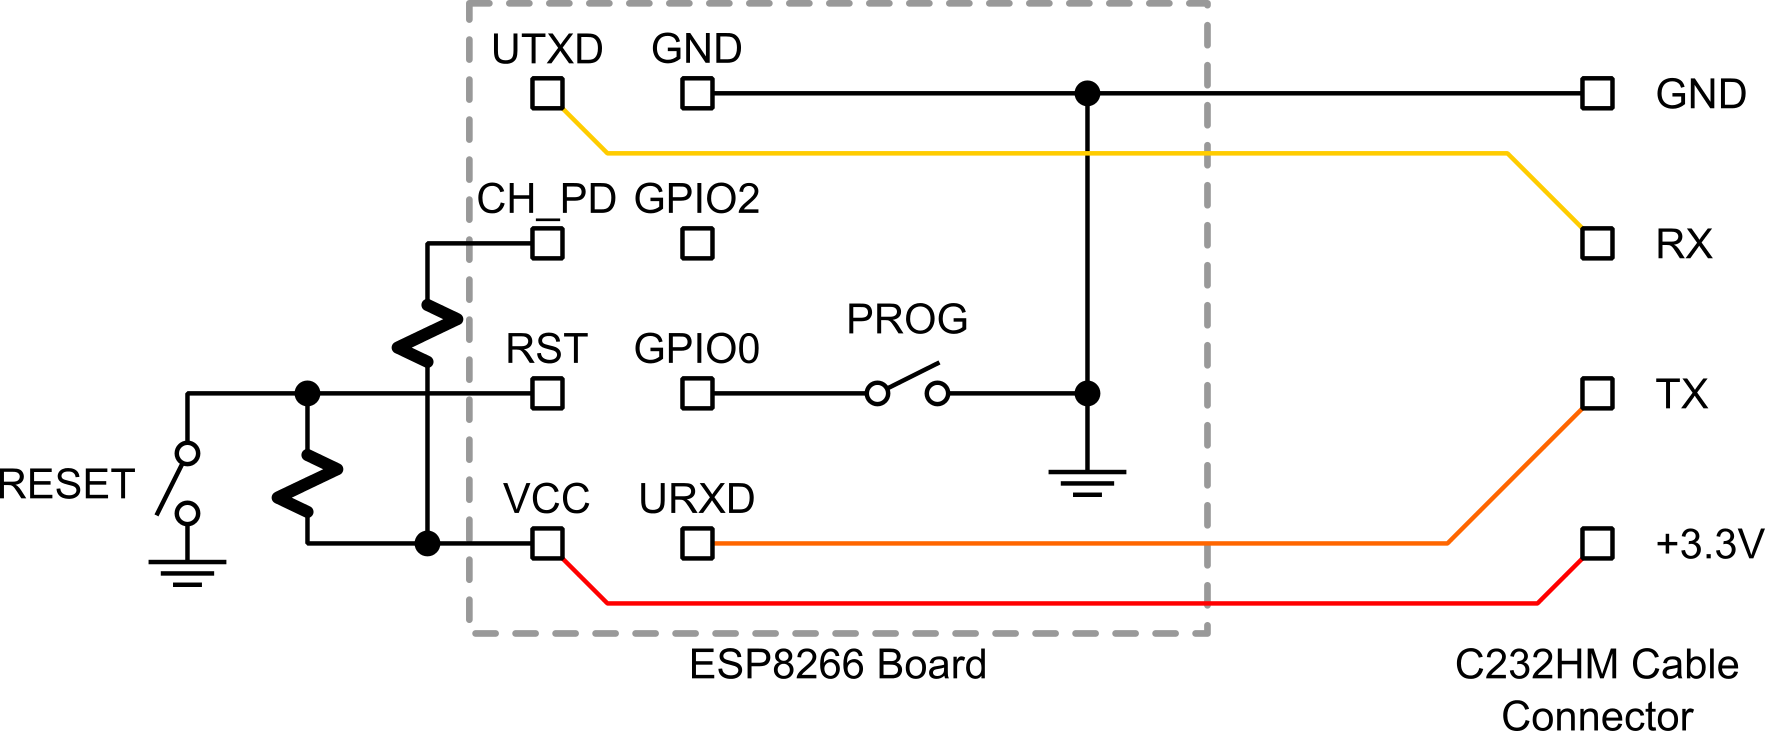 UTXD GND
GND
CH_PD GPIO2
RX
PROG
RST GPIO0
TX
RESET
VCC URXD
+3.3V
ESP8266 Board
C232HM Cable
Connector